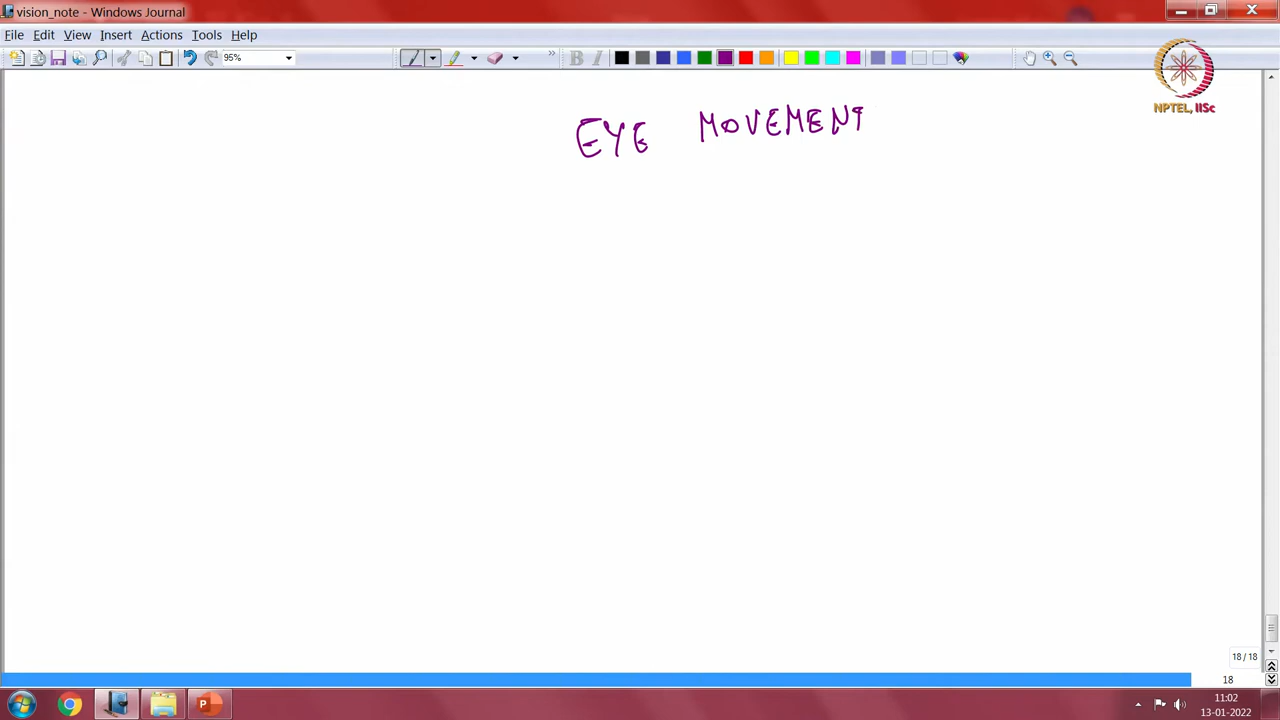 vision_note - Windows Journal
File Edit View Insert Actions Tools Help
95%
B I
NPTEL, IISc
EYE MOVEMENT
18 / 18
18
11:02
13-01-2022